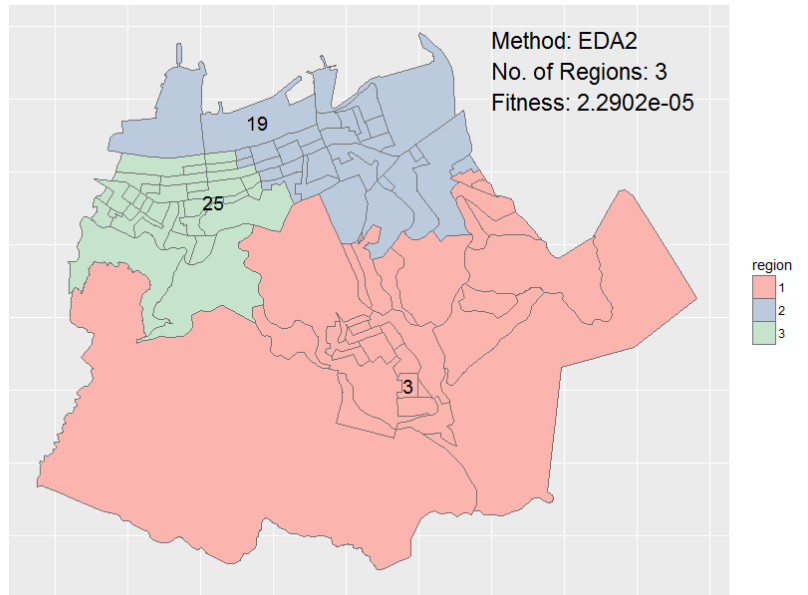 Method: EDA2
No. of Regions: 3
Fitness: 2.2902e-05
19
25
3
region
1
2
3